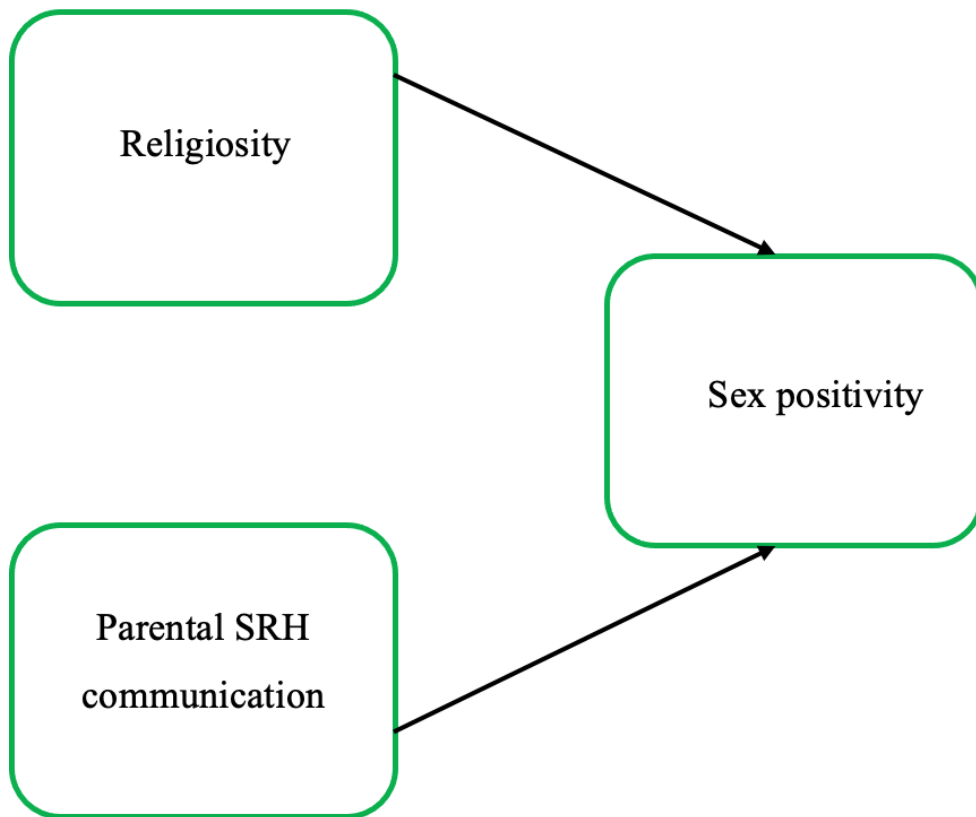 Religiosity
Sex positivity
Parental SRH
communication